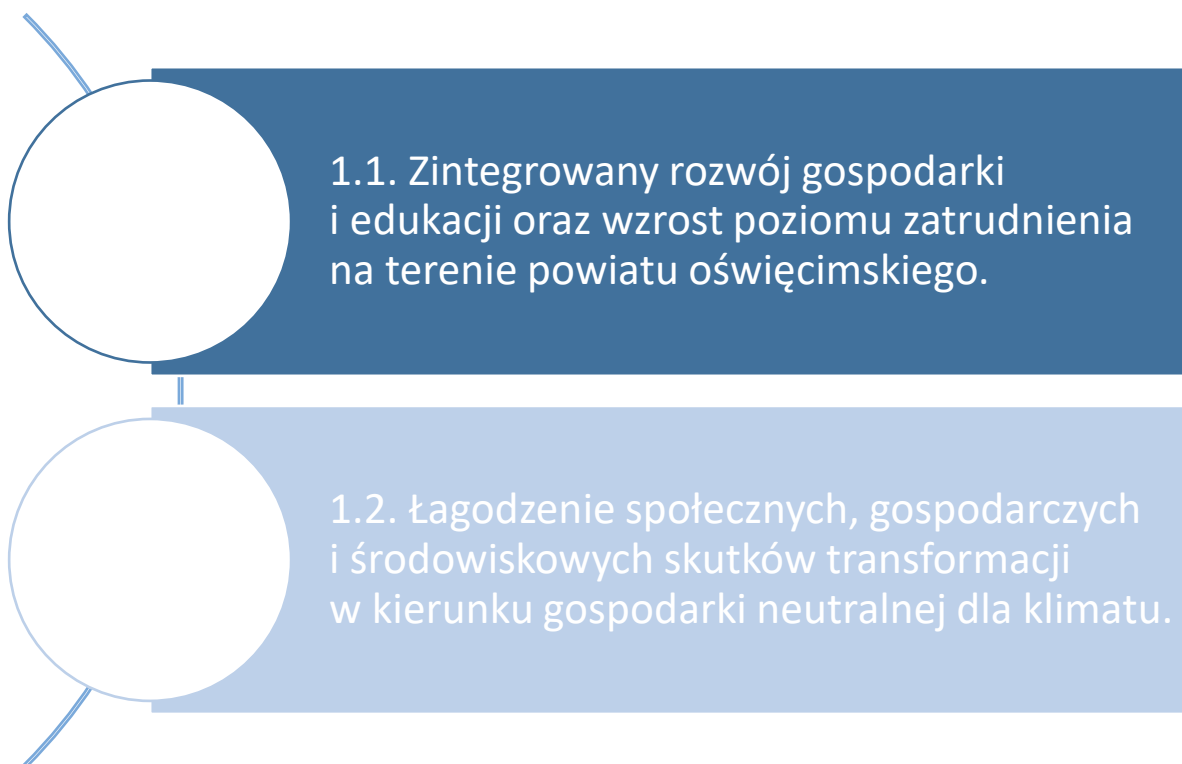 1.1. Zintegrowany rozwój gospodarki
i edukacji oraz wzrost poziomu zatrudnienia
na terenie powiatu oświęcimskiego.
1.2. Łagodzenie społecznych, gospodarczych
i środowiskowych skutków transformacji
w kierunku gospodarki neutralnej dla klimatu.